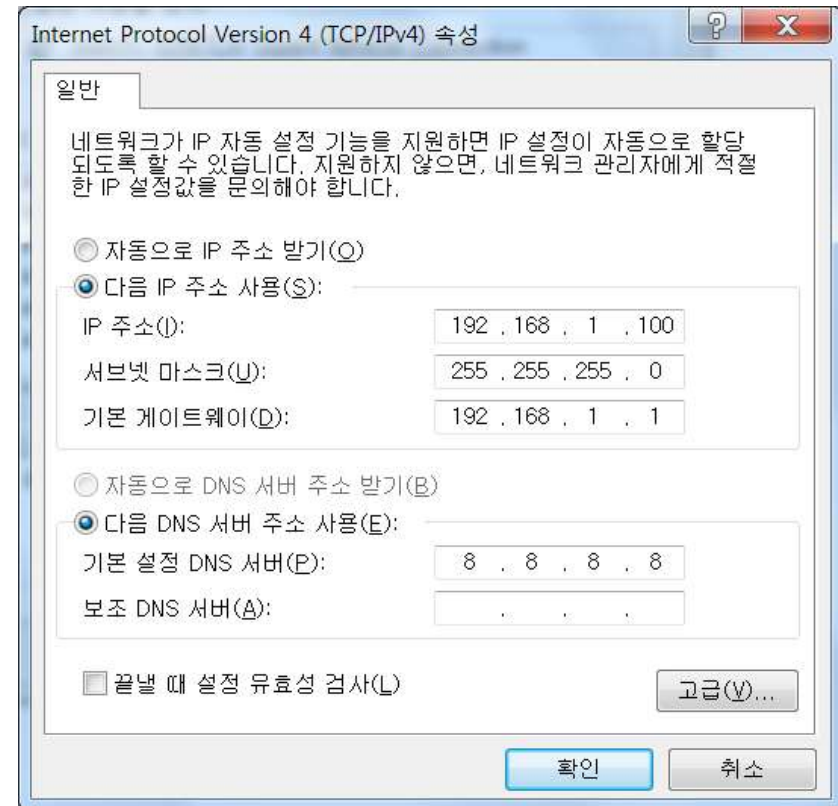 Internet Protocol Version 4 (TCP/IPv4) 속성
일반
네트워크가 IP 자동 설정 기능을 지원하면 IP 설정이 자동으로 할당
되도록 할 수 있습니다. 지원하지 않으면, 네트워크 관리자에게 적절
한 IP 설정값을 문의해야 합니다.
자동으로 IP 주소 받기(O)
다음 IP 주소 사용(S):
IP 주소(I): 192 . 168 . 1 . 100
서브넷 마스크(U): 255 . 255 . 255 . 0
기본 게이트웨이(D): 192 . 168 . 1 . 1
자동으로 DNS 서버 주소 받기(B)
다음 DNS 서버 주소 사용(E):
기본 설정 DNS 서버(P): 8 . 8 . 8 . 8
보조 DNS 서버(A): . . .
끝낼 때 설정 유효성 검사(L)
고급(V)...
확인 취소